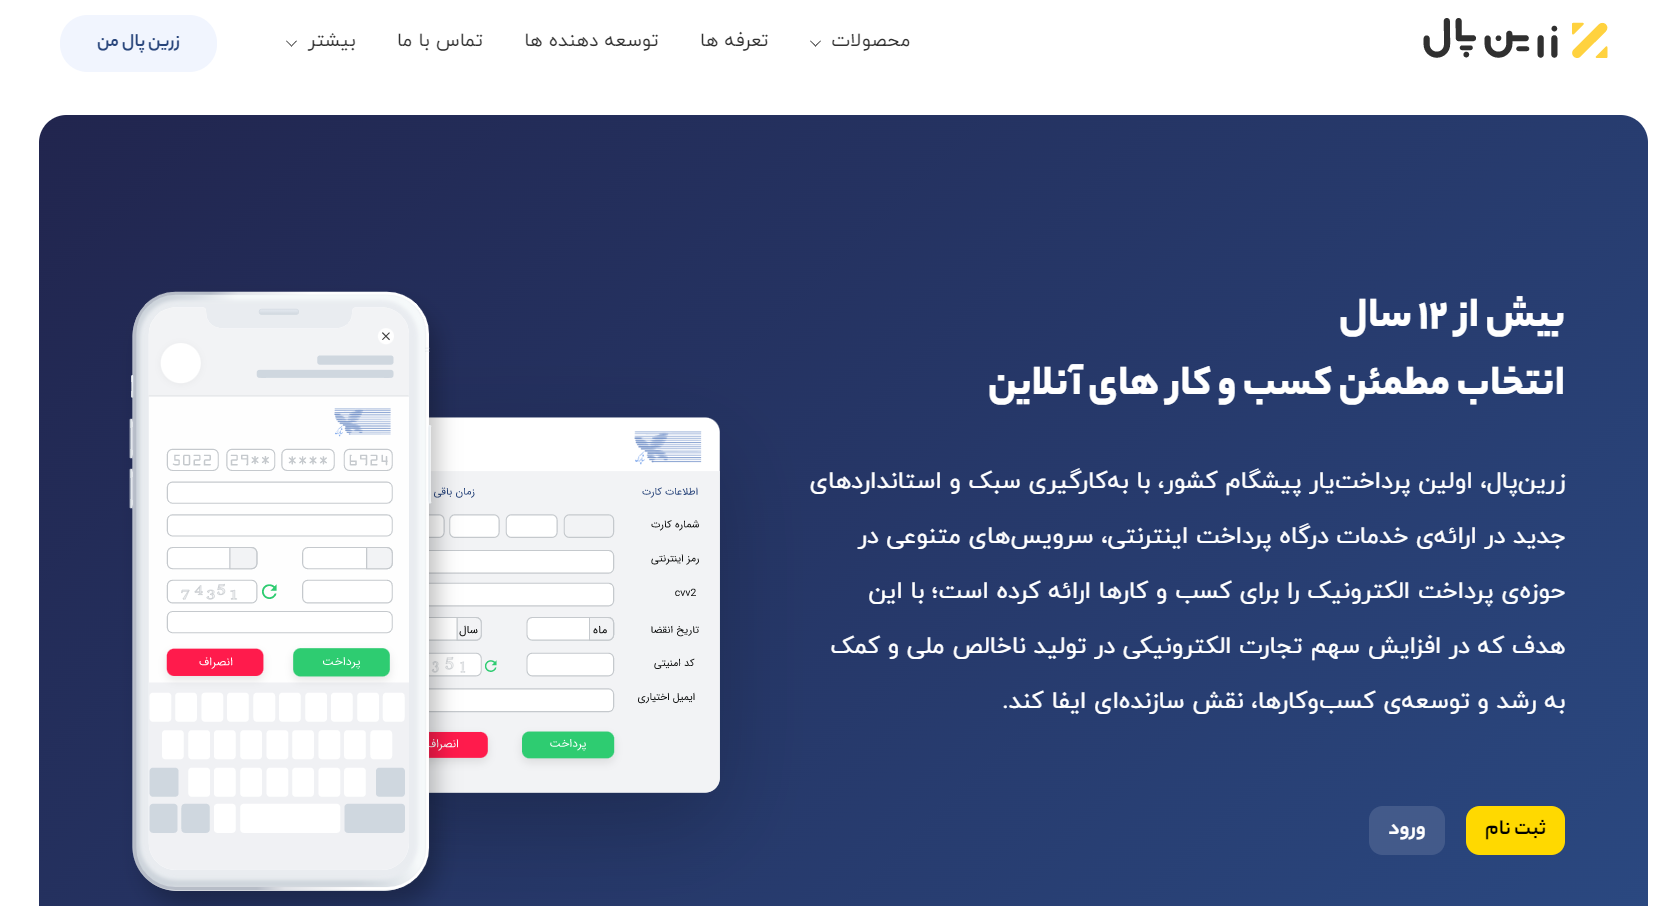 زرین پال
محصولات
تعرفه ها
توسعه دهنده ها
تماس با ما
بیشتر
زرین پال من
بیش از ۱۲ سال
انتخاب مطمئن کسب و کار های آنلاین
زرین‌پال، اولین پرداخت‌یار پیشگام کشور، با به‌کارگیری سبک و استانداردهای
جدید در ارائه‌ی خدمات درگاه پرداخت اینترنتی، سرویس‌های متنوعی در
حوزه‌ی پرداخت الکترونیک را برای کسب و کارها ارائه کرده است؛ با این
هدف که در افزایش سهم تجارت الکترونیکی در تولید ناخالص ملی و کمک
به رشد و توسعه‌ی کسب‌وکارها، نقش سازنده‌ای ایفا کند.
ثبت نام
ورود
اطلاعات کارت
زمان باقی
شماره کارت
رمز اینترنتی
cvv2
تاریخ انقضا
ماه
سال
کد امنیتی
351
ایمیل اختیاری
پرداخت
انصراف
5022 29** **** 6924
74351
پرداخت
انصراف